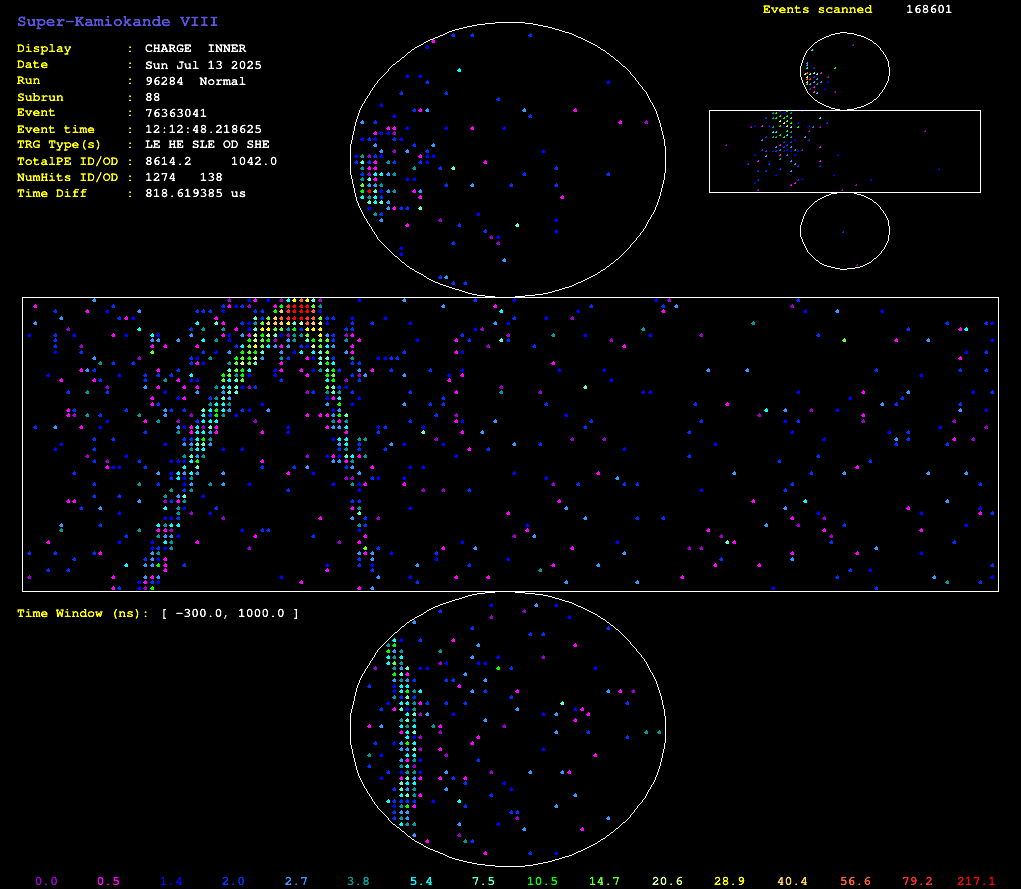 Super-Kamiokande VIII
Events scanned 168601
Display : CHARGE INNER
Date : Sun Jul 13 2025
Run : 96284 Normal
Subrun : 88
Event : 76363041
Event time : 12:12:48.218625
TRG Type(s) : LE HE SLE OD SHE
TotalPE ID/OD : 8614.2 1042.0
NumHits ID/OD : 1274 138
Time Diff : 818.619385 us
Time Window (ns): [ -300.0, 1000.0 ]
0.0 0.5 1.4 2.0 2.7 3.8 5.4 7.5 10.5 14.7 20.6 28.9 40.4 56.6 79.2 217.1